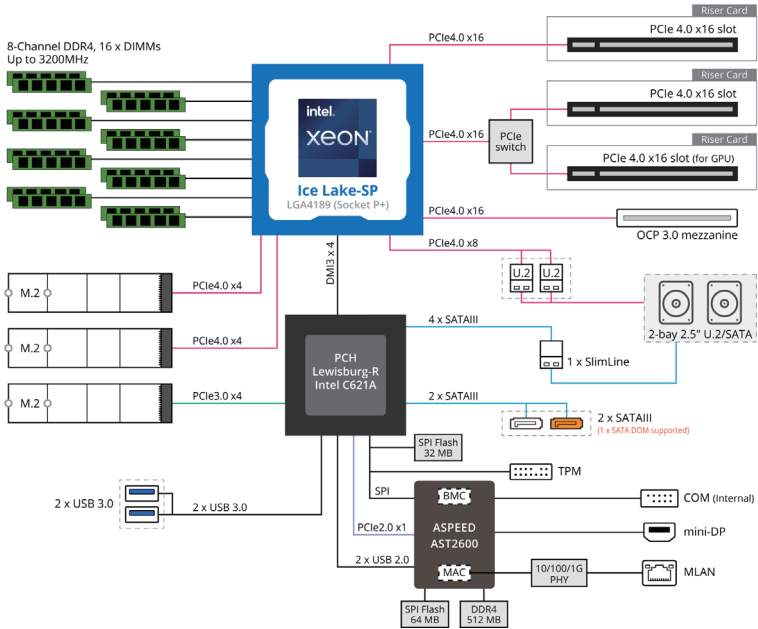 Riser Card
PCIe4.0 x16
PCIe 4.0 x16 slot
8-Channel DDR4, 16 x DIMMs
Up to 3200MHz
Riser Card
PCIe 4.0 x16 slot
intel.
XEON
PCIe4.0 x16
PCIe
switch
Riser Card
PCIe 4.0 x16 slot (for GPU)
Ice Lake-SP
LGA4189 (Socket P+)
PCIe4.0 x16
OCP 3.0 mezzanine
PCIe4.0 x8
DMI3 x 4
U.2
U.2
M.2
PCIe4.0 x4
2-bay 2.5" U.2/SATA
4 x SATAIII
M.2
PCIe4.0 x4
PCH
Lewisburg-R
Intel C621A
1 x SlimLine
M.2
PCIe3.0 x4
2 x SATAIII
2 x SATAIII
(1 x SATA DOM supported)
SPI Flash
32 MB
TPM
SPI
BMC
COM (Internal)
2 x USB 3.0
2 x USB 3.0
PCIe2.0 x1
ASPEED
AST2600
mini-DP
2 x USB 2.0
MAC
10/100/1G
PHY
MLAN
SPI Flash
64 MB
DDR4
512 MB